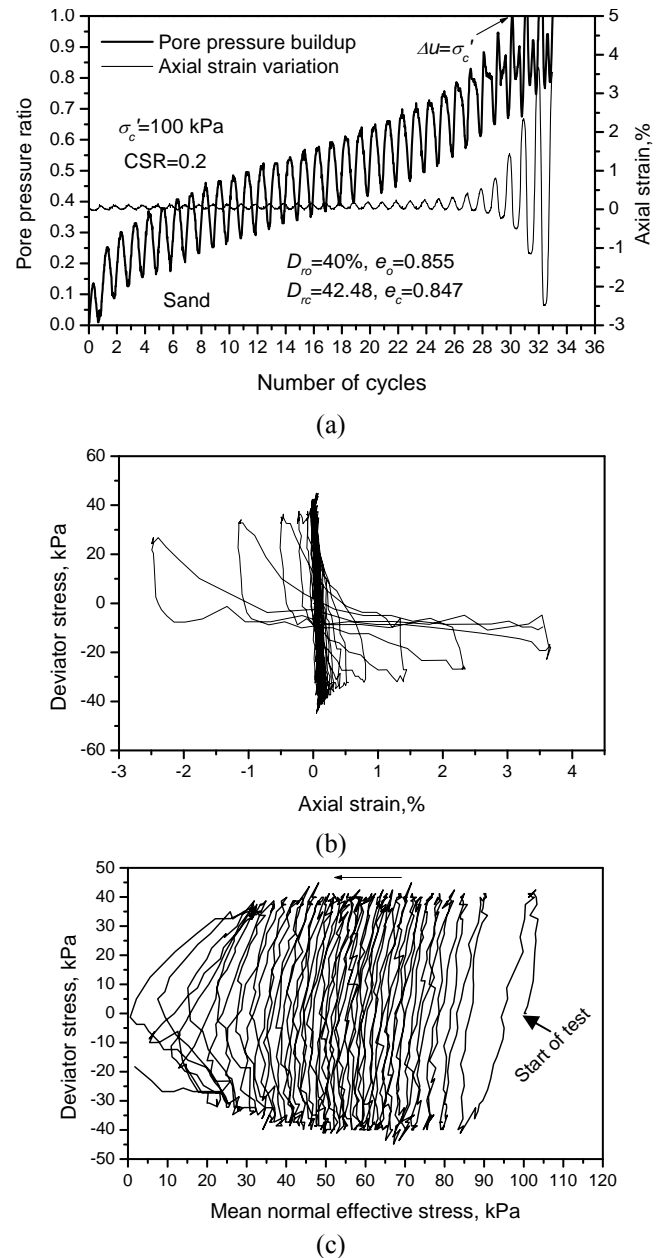 1.0
0.9
0.8
0.7
0.6
0.5
0.4
0.3
0.2
0.1
0.0
Pore pressure ratio
Pore pressure buildup
Axial strain variation
Δu=σc'
σc'=100 kPa
CSR=0.2
Dro=40%, eo=0.855
Drc=42.48, ec=0.847
Sand
5
4
3
2
1
0
-1
-2
-3
Axial strain,%
0 2 4 6 8 10 12 14 16 18 20 22 24 26 28 30 32 34 36
Number of cycles
(a)
60
40
20
0
-20
-40
-60
Deviator stress, kPa
-3 -2 -1 0 1 2 3 4
Axial strain,%
(b)
50
40
30
20
10
0
-10
-20
-30
-40
-50
Deviator stress, kPa
Start of test
0 10 20 30 40 50 60 70 80 90 100 110 120
Mean normal effective stress, kPa
(c)